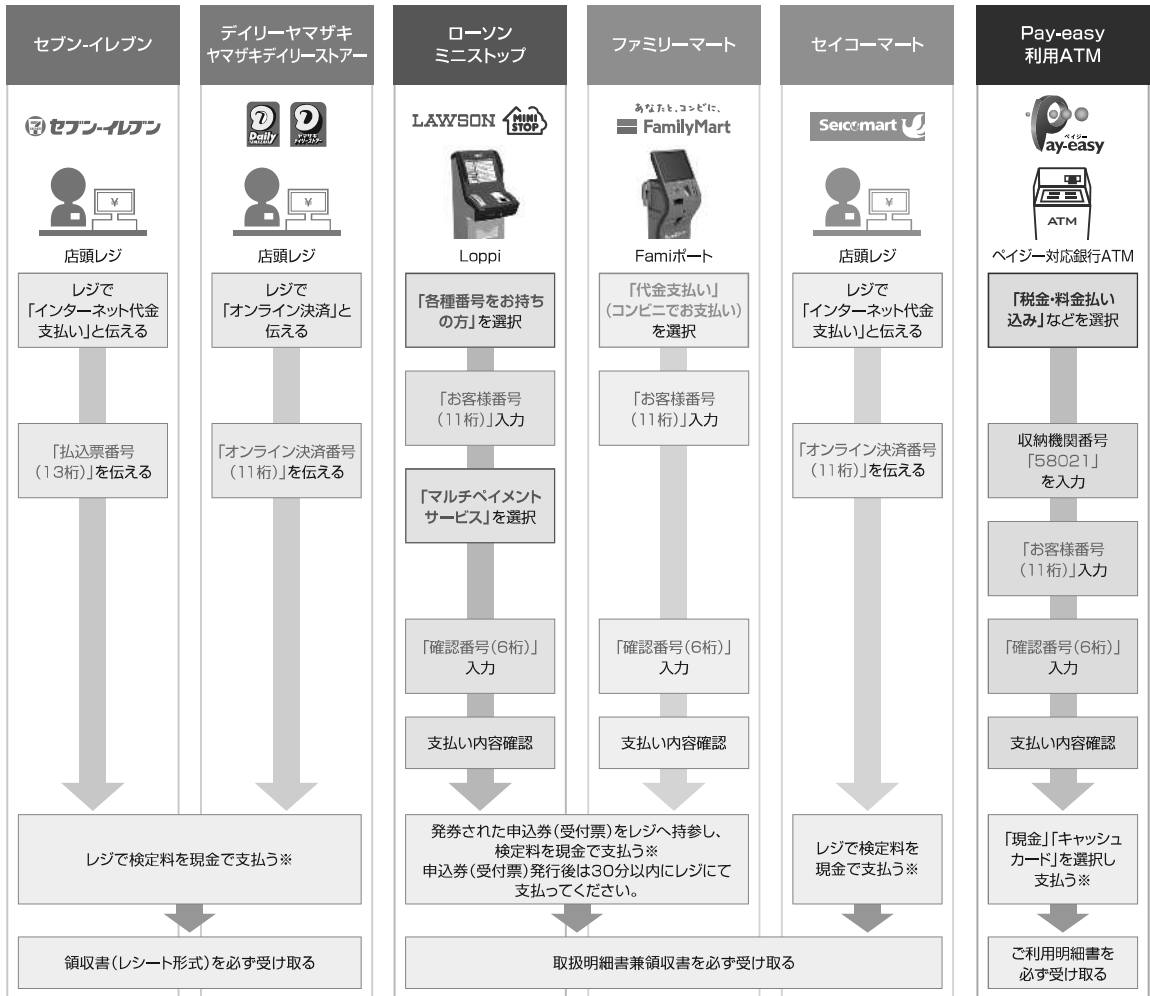 セブン-イレブン
デイリーヤマザキ
ヤマザキデイリーストアー
ローソン
ミニストップ
ファミリーマート
セイコーマート
Pay-easy
利用ATM
セブン-イレブン
Daily
YAMAZAKI
ヤマザキ
デイリーストアー
LAWSON
MINI
STOP
あなたと、コンビに、
FamilyMart
Seicomart
ペイジー
Pay-easy
¥
¥
¥
ATM
店頭レジ
店頭レジ
Loppi
Famiポート
店頭レジ
ペイジー対応銀行ATM
レジで
「インターネット代金
支払い」と伝える
レジで
「オンライン決済」と
伝える
「各種番号をお持ち
の方」を選択
「代金支払い」
(コンビニでお支払い)
を選択
レジで
「インターネット代金
支払い」と伝える
「税金・料金払い
込み」などを選択
「お客様番号
(11桁)」入力
「お客様番号
(11桁)」入力
「払込票番号
(13桁)」を伝える
「オンライン決済番号
(11桁)」を伝える
「マルチペイメント
サービス」を選択
「オンライン決済番号
(11桁)」を伝える
収納機関番号
「58021」
を入力
「お客様番号
(11桁)」入力
「確認番号(6桁)」
入力
「確認番号(6桁)」
入力
「確認番号(6桁)」
入力
支払い内容確認
支払い内容確認
支払い内容確認
レジで検定料を現金で支払う※
発券された申込券(受付票)をレジへ持参し、
検定料を現金で支払う※
申込券(受付票)発行後は30分以内にレジにて
支払ってください。
レジで検定料を
現金で支払う※
「現金」「キャッシュ
カード」を選択し
支払う※
領収書(レシート形式)を必ず受け取る
取扱明細書兼領収書を必ず受け取る
ご利用明細書を
必ず受け取る